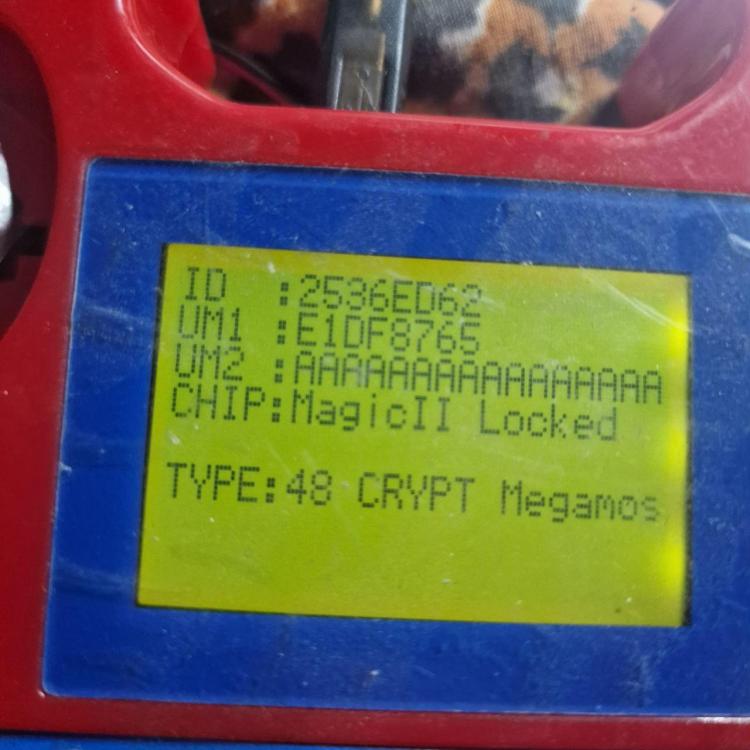 ID :2536ED62
UM1 :E1DF8765
UM2 :AAAAAAAAAAAAAAAA
CHIP:MagicII Locked
TYPE:48 CRYPT Megamos